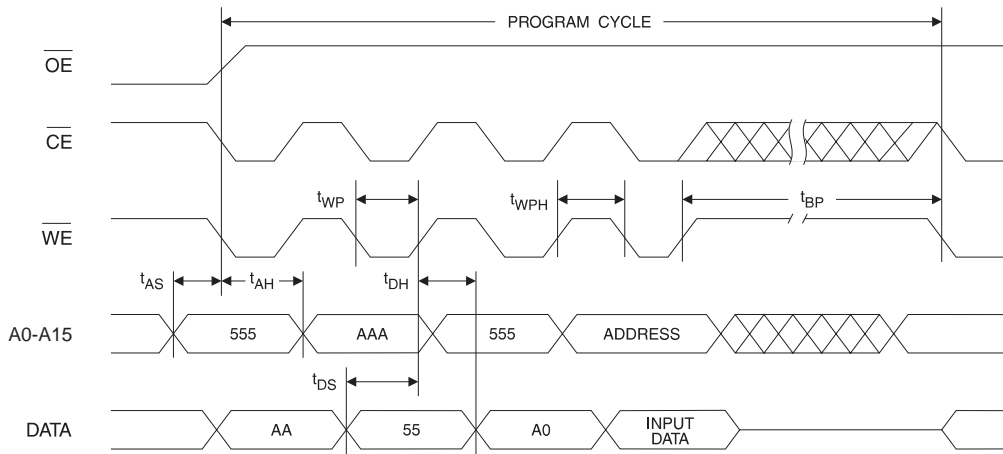 PROGRAM CYCLE
OE
CE
tWP
tWPH
tBP
WE
tAS
tAH
tDH
A0-A15
555
AAA
555
ADDRESS
tDS
DATA
AA
55
A0
INPUT
DATA